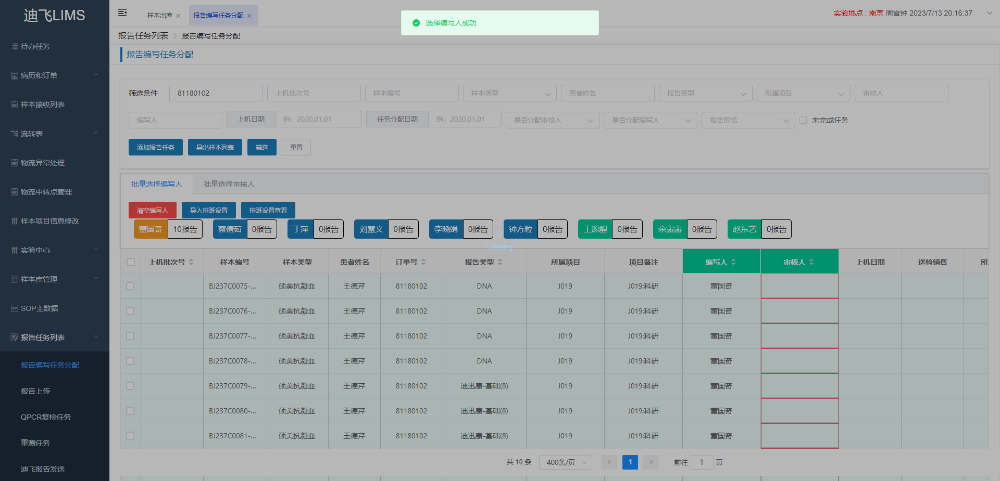 迪飞LIMS
样本出库
报告编写任务分配
选择编写人成功
实验地点 : 南京 周官钟 2023/7/13 20:16:37
报告任务列表 > 报告编写任务分配
报告编写任务分配
待办任务
病历和订单
样本接收列表
流转表
物流异常处理
物流中转点管理
样本项目信息修改
实验中心
样本库管理
SOP主数据
报告任务列表
报告编写任务分配
报告上传
QPCR复检任务
重测任务
迪飞报告发送
筛选条件 81180102 上机批次号 样本编号 样本类型 患者姓名 报告类型 所属项目 审核人
编写人 上机日期 例：2020.01.01 任务分配日期 例：2020.01.01 是否分配审核人 是否分配编写人 报告形式 未完成任务
添加报告任务 导出样本列表 筛选 重置
批量选择编写人 批量选择审核人
清空编写人 导入排班设置 排班设置查看
董国奇 10报告 蔡倩茹 0报告 丁萍 0报告 刘慧文 0报告 李晓娟 0报告 钟方粒 0报告 王源醒 0报告 余露露 0报告 赵东艺 0报告
Loading
上机批次号 样本编号 样本类型 患者姓名 订单号 报告类型 所属项目 项目备注 编写人 审核人 上机日期 送检销售
BJ237C0075-... 硕美抗凝血 王德芹 81180102 DNA J019 J019:科研 董国奇
BJ237C0076-... 硕美抗凝血 王德芹 81180102 DNA J019 J019:科研 董国奇
BJ237C0077-... 硕美抗凝血 王德芹 81180102 DNA J019 J019:科研 董国奇
BJ237C0078-... 硕美抗凝血 王德芹 81180102 DNA J019 J019:科研 董国奇
BJ237C0079-... 硕美抗凝血 王德芹 81180102 迪迅康-基础(8) J019 J019:科研 董国奇
BJ237C0080-... 硕美抗凝血 王德芹 81180102 迪迅康-基础(8) J019 J019:科研 董国奇
BJ237C0081-... 硕美抗凝血 王德芹 81180102 迪迅康-基础(8) J019 J019:科研 董国奇
共 10 条 400条/页 1 前往 1 页